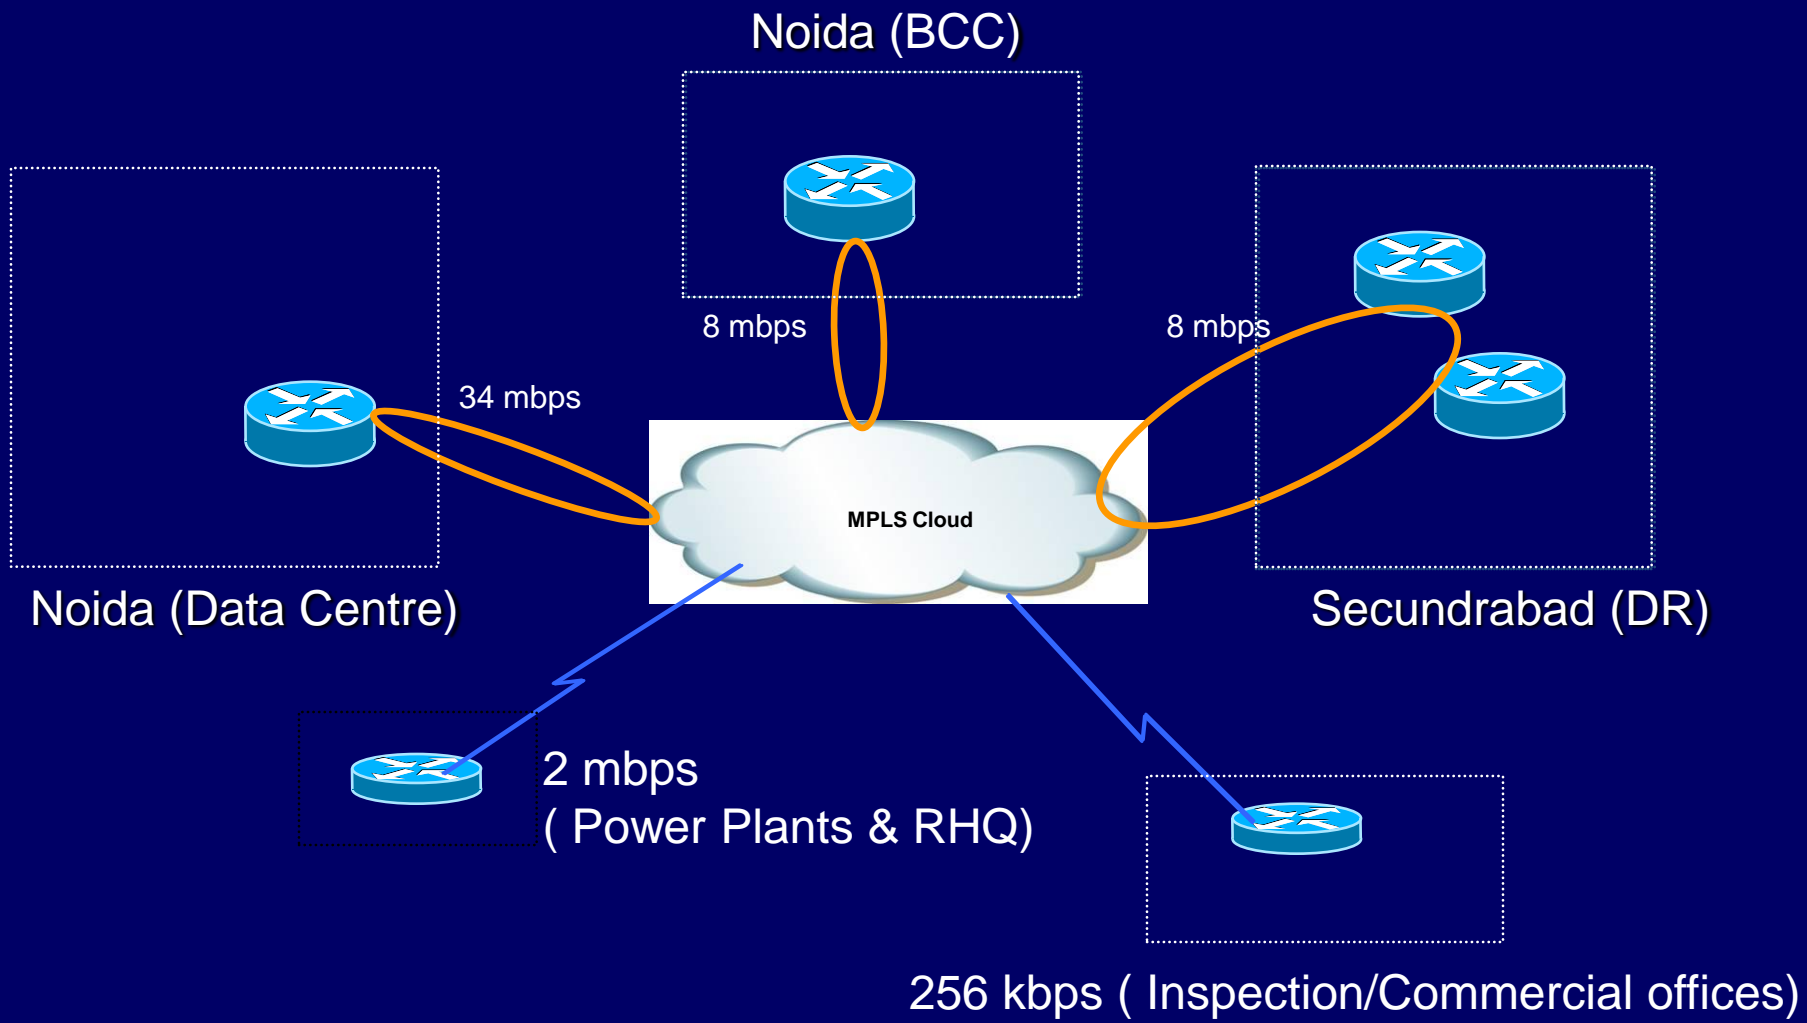 Noida (BCC)
8 mbps
8 mbps
34 mbps
MPLS Cloud
Noida (Data Centre)
Secundrabad (DR)
2 mbps
( Power Plants & RHQ)
256 kbps ( Inspection/Commercial offices)